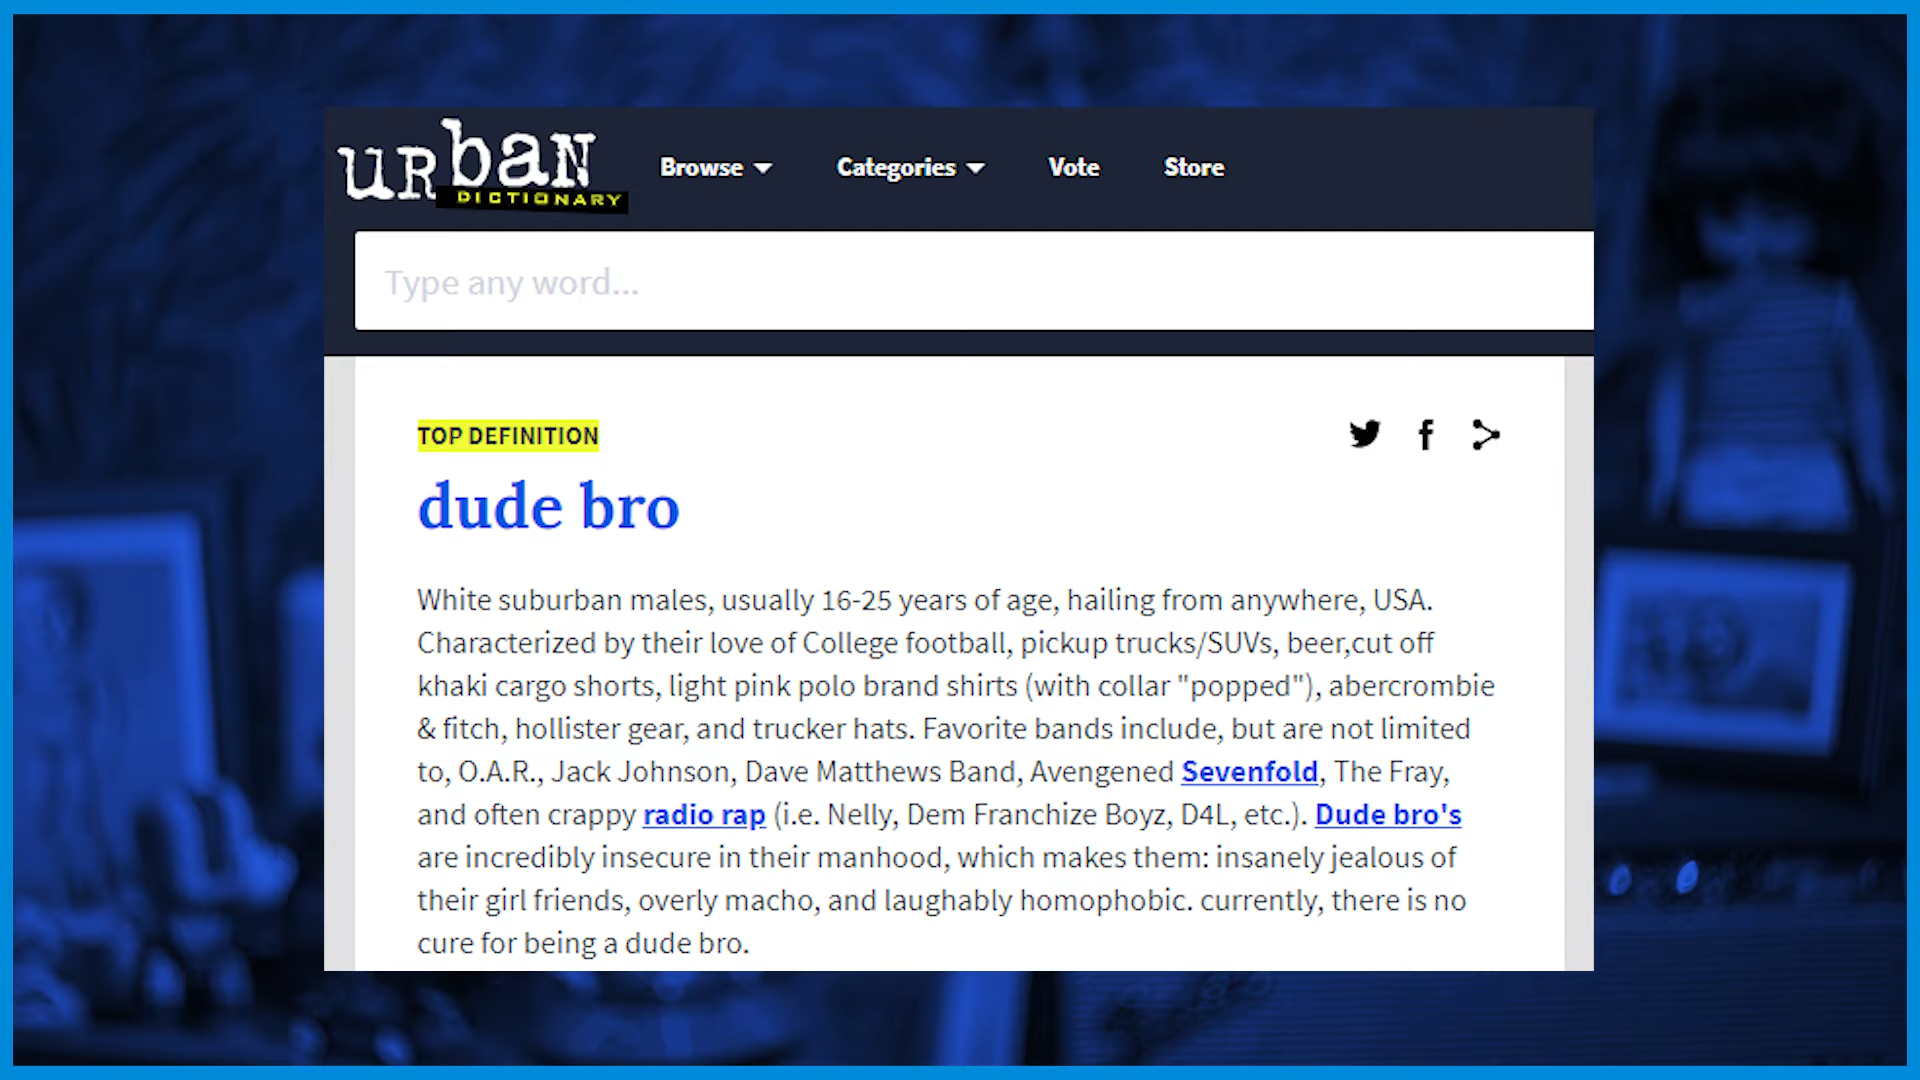 urban
DICTIONARY
Browse
Categories
Vote
Store
Type any word...
TOP DEFINITION
dude bro
White suburban males, usually 16-25 years of age, hailing from anywhere, USA.
Characterized by their love of College football, pickup trucks/SUVs, beer,cut off
khaki cargo shorts, light pink polo brand shirts (with collar "popped"), abercrombie
& fitch, hollister gear, and trucker hats. Favorite bands include, but are not limited
to, O.A.R., Jack Johnson, Dave Matthews Band, Avengened Sevenfold, The Fray,
and often crappy radio rap (i.e. Nelly, Dem Franchize Boyz, D4L, etc.). Dude bro's
are incredibly insecure in their manhood, which makes them: insanely jealous of
their girl friends, overly macho, and laughably homophobic. currently, there is no
cure for being a dude bro.